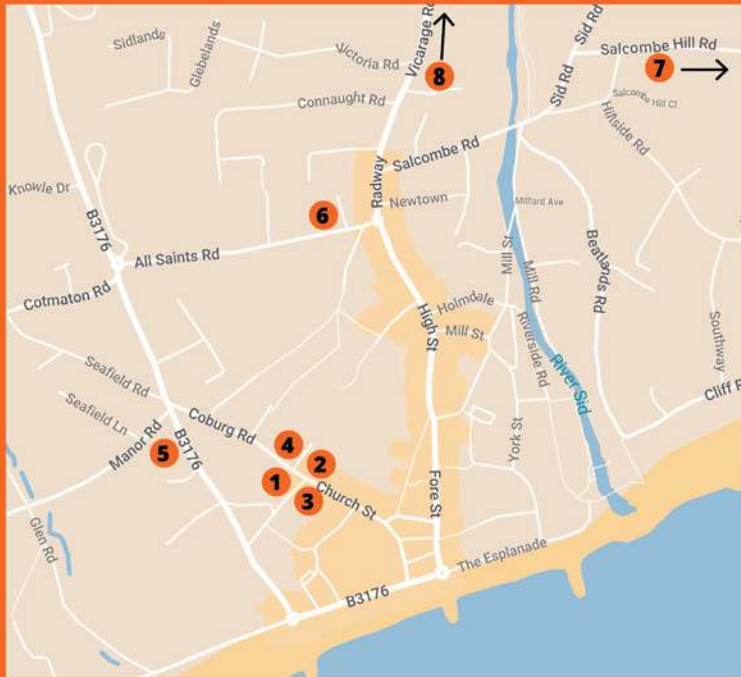 Sidlands
Glebelands
Victoria Rd
Vicarage Rd
8
Connaught Rd
Sid Rd
Sid Rd
Salcombe Hill Rd
7
Salcombe Hill Cl
Hillside Rd
Salcombe Rd
Radway
Newtown
Knowle Dr
B3176
6
All Saints Rd
Cotmaton Rd
Milford Ave
Mill St
Mill Rd
Beatlands Rd
High St
Holmdale
Mill St
Riverside Rd
River Sid
Southway
Cliff R
Seafield Rd
Seafield Ln
Coburg Rd
Manor Rd
5
B3176
4
2
1
3
Church St
York St
Fore St
Glen Rd
The Esplanade
B3176